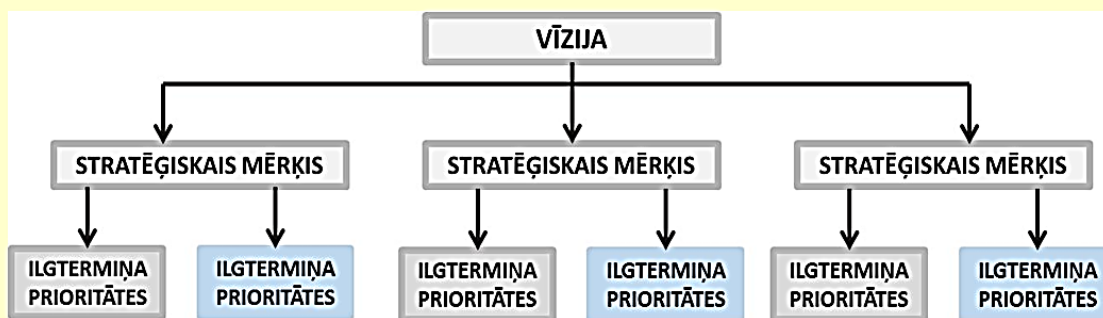 VĪZIJA
STRATĒĢISKAIS MĒRĶIS
STRATĒĢISKAIS MĒRĶIS
STRATĒĢISKAIS MĒRĶIS
ILGTERMIŅA
PRIORITĀTES
ILGTERMIŅA
PRIORITĀTES
ILGTERMIŅA
PRIORITĀTES
ILGTERMIŅA
PRIORITĀTES
ILGTERMIŅA
PRIORITĀTES
ILGTERMIŅA
PRIORITĀTES